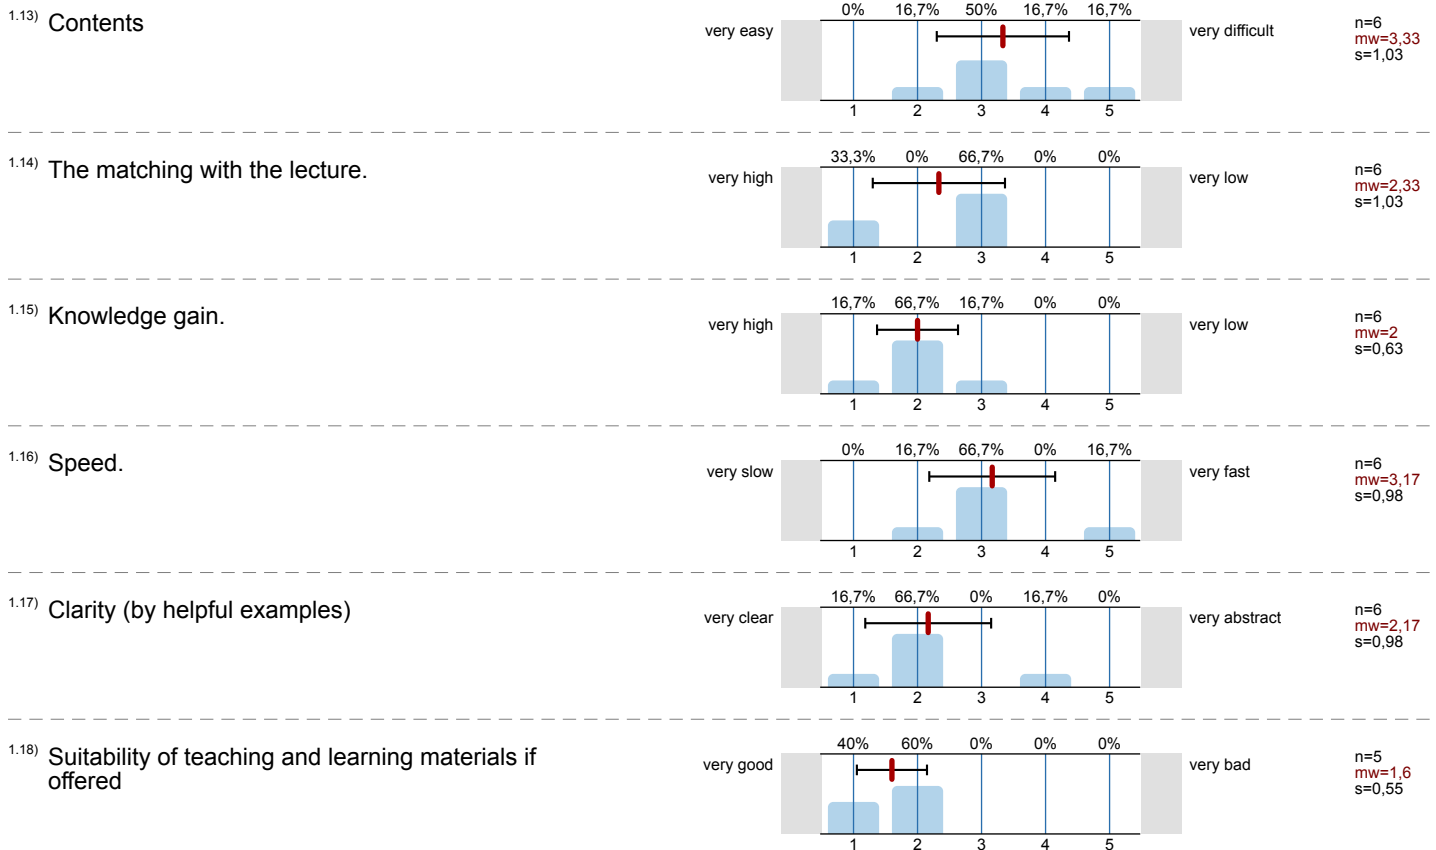 1.13) Contents
0% 16,7% 50% 16,7% 16,7%
very easy
very difficult
1 2 3 4 5
n=6
mw=3,33
s=1,03
1.14) The matching with the lecture.
33,3% 0% 66,7% 0% 0%
very high
very low
1 2 3 4 5
n=6
mw=2,33
s=1,03
1.15) Knowledge gain.
16,7% 66,7% 16,7% 0% 0%
very high
very low
1 2 3 4 5
n=6
mw=2
s=0,63
1.16) Speed.
0% 16,7% 66,7% 0% 16,7%
very slow
very fast
1 2 3 4 5
n=6
mw=3,17
s=0,98
1.17) Clarity (by helpful examples)
16,7% 66,7% 0% 16,7% 0%
very clear
very abstract
1 2 3 4 5
n=6
mw=2,17
s=0,98
1.18) Suitability of teaching and learning materials if
offered
40% 60% 0% 0% 0%
very good
very bad
1 2 3 4 5
n=5
mw=1,6
s=0,55